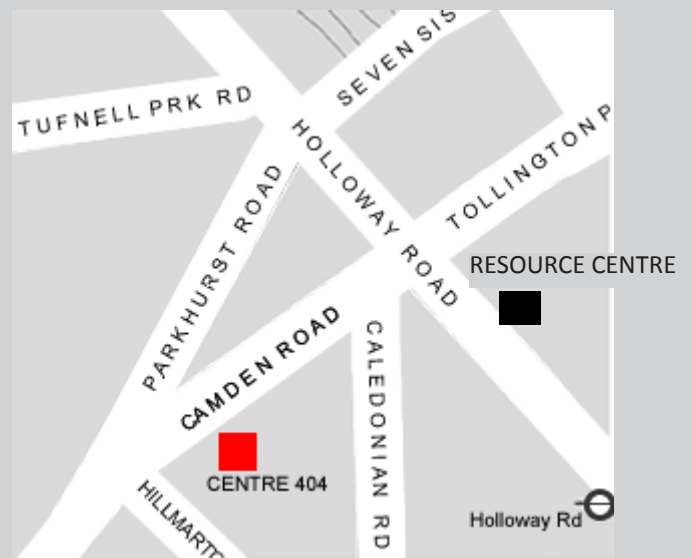 SEVEN SIS
TUFNELL PRK RD
HOLLOWAY ROAD
TOLLINGTON P
PARKHURST ROAD
RESOURCE CENTRE
CAMDEN ROAD
CALEDONIAN RD
CENTRE 404
HILLMARTO
Holloway Rd